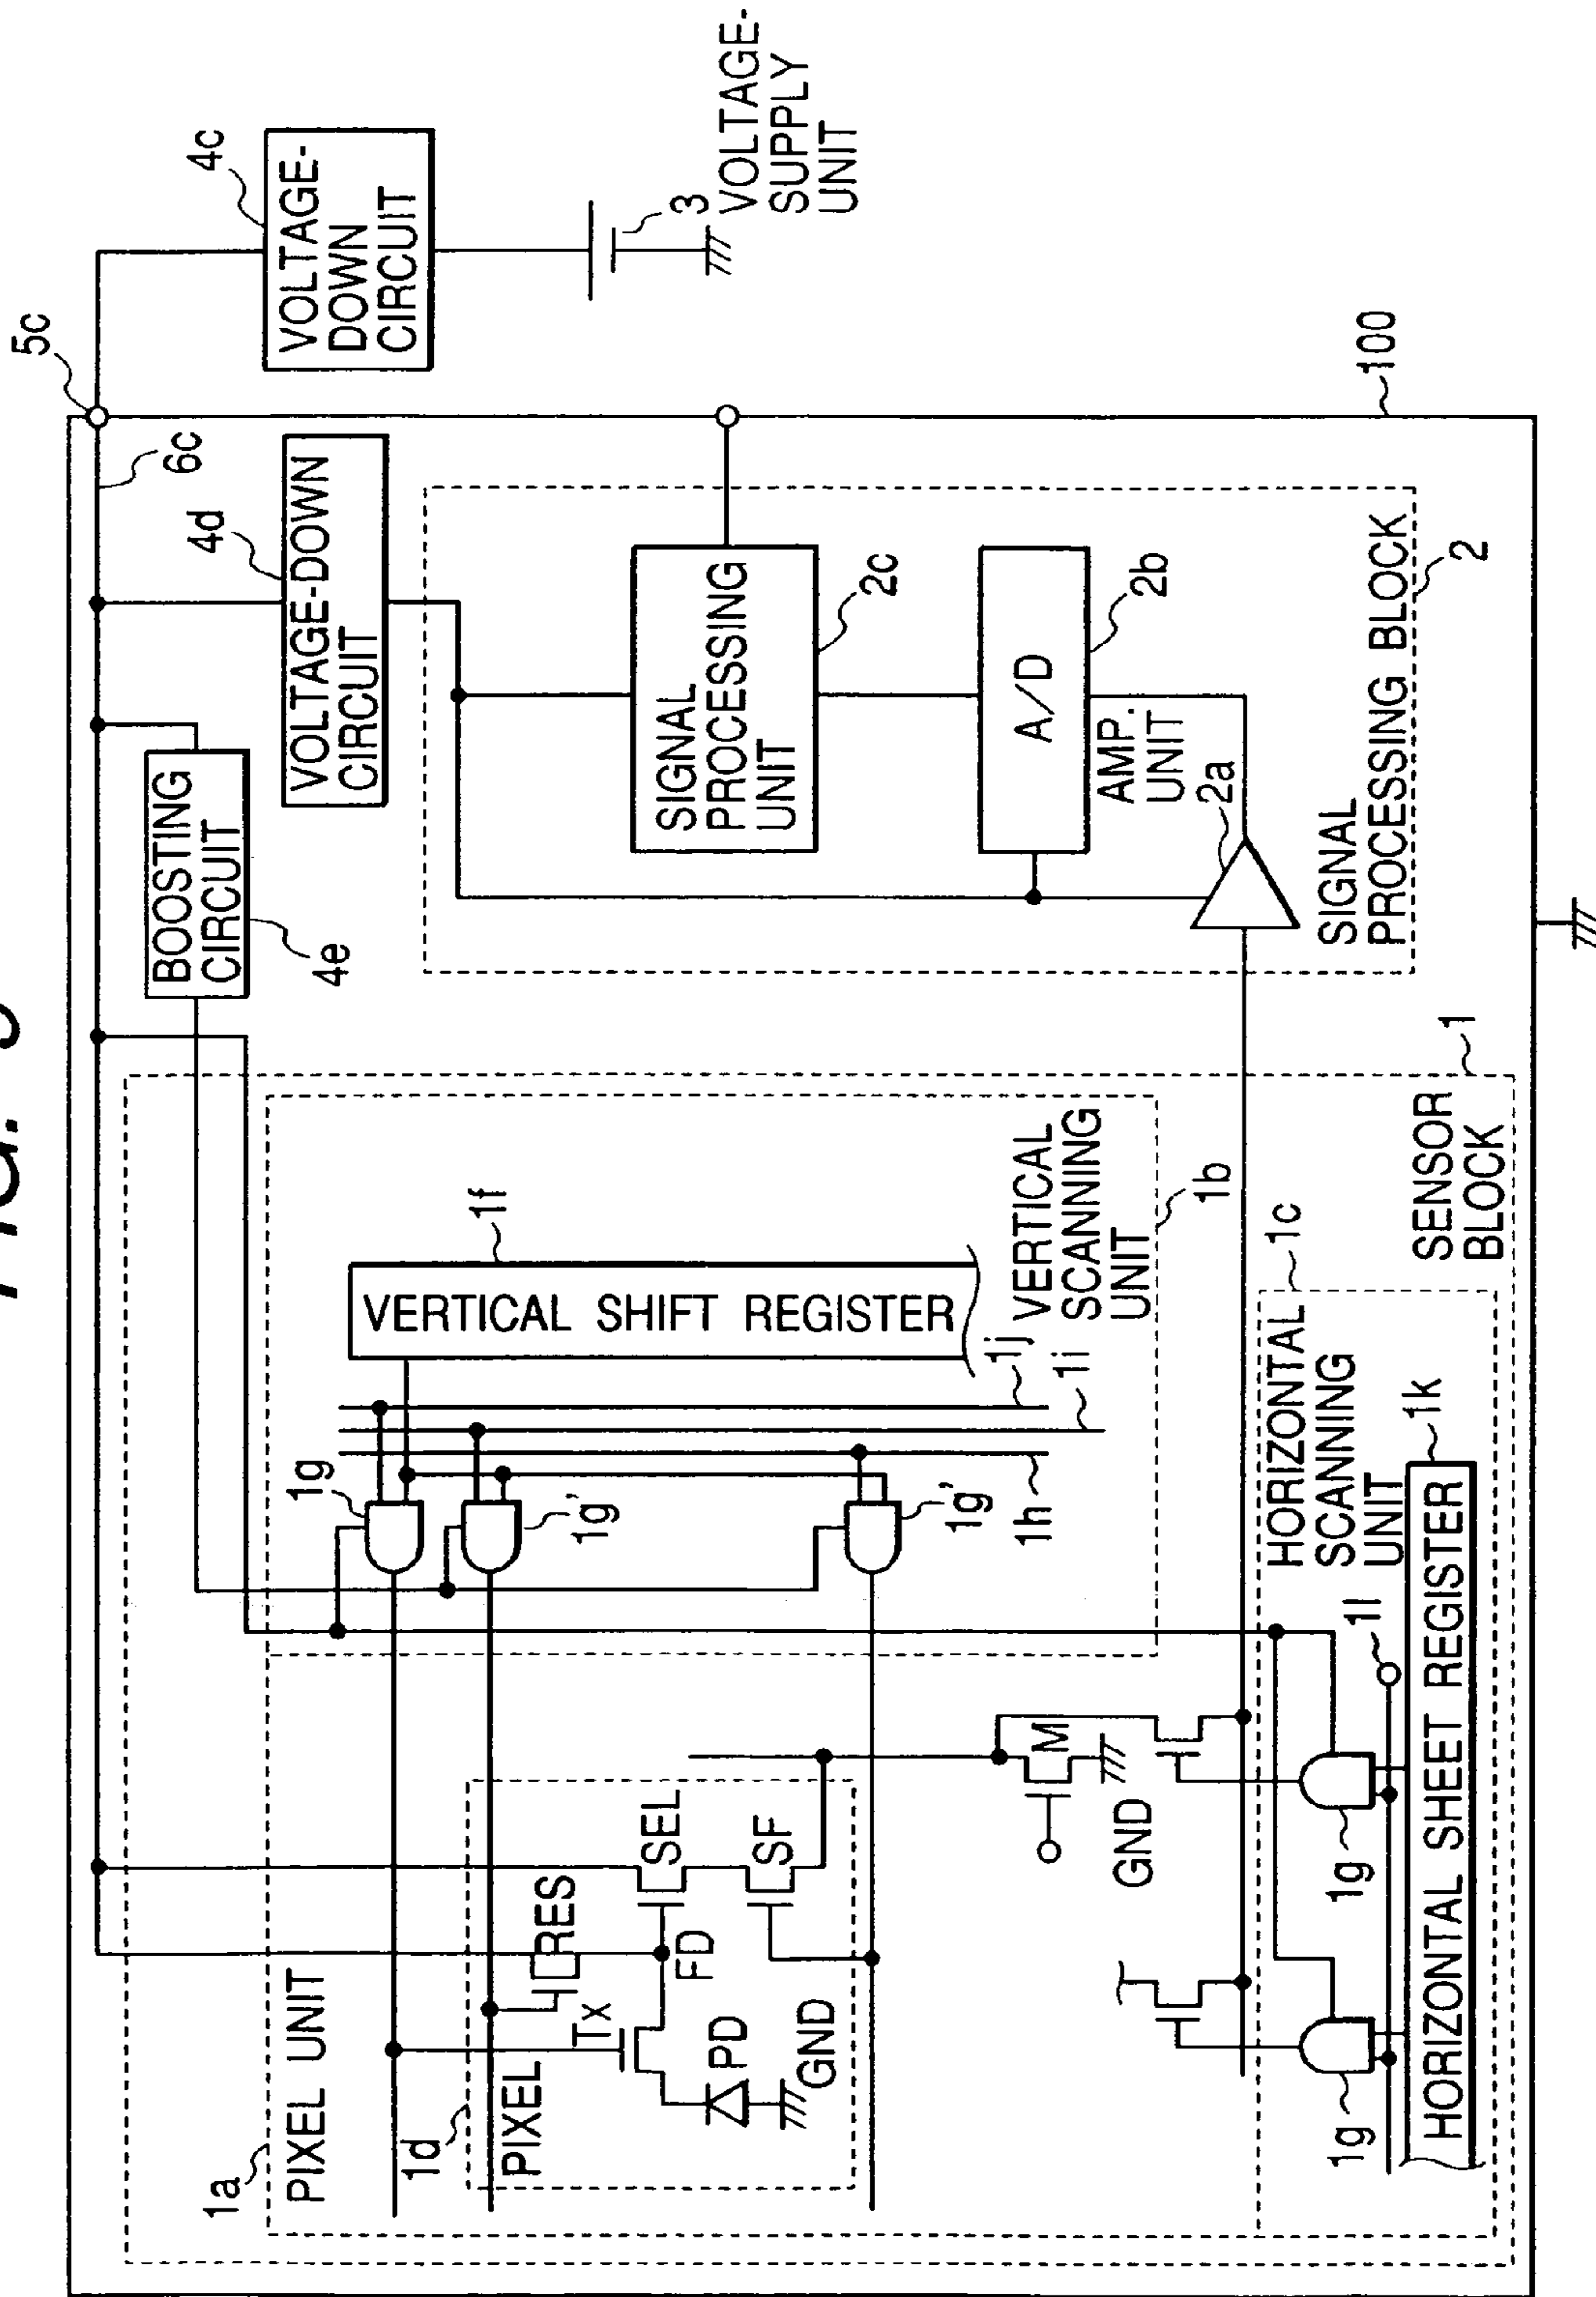 FIG.
5c
6c
4c
VOLTAGE-
DOWN
CIRCUIT
3
VOLTAGE-
SUPPLY
UNIT
BOOSTING
CIRCUIT
4e
4d
VOLTAGE-DOWN
CIRCUIT
1a
PIXEL UNIT
1d
PIXEL
RES
Tx
FD
SEL
SF
PD
GND
M
GND
1g
1g'
1g'
1f
VERTICAL SHIFT REGISTER
1j
1i
1h
VERTICAL
SCANNING
UNIT
1b
SIGNAL
PROCESSING
UNIT
2c
A/D
2b
AMP.
UNIT
2a
SIGNAL
PROCESSING BLOCK
2
100
HORIZONTAL
SCANNING
UNIT
1c
1g
1g
1l
1k
HORIZONTAL SHEET REGISTER
SENSOR
BLOCK
1